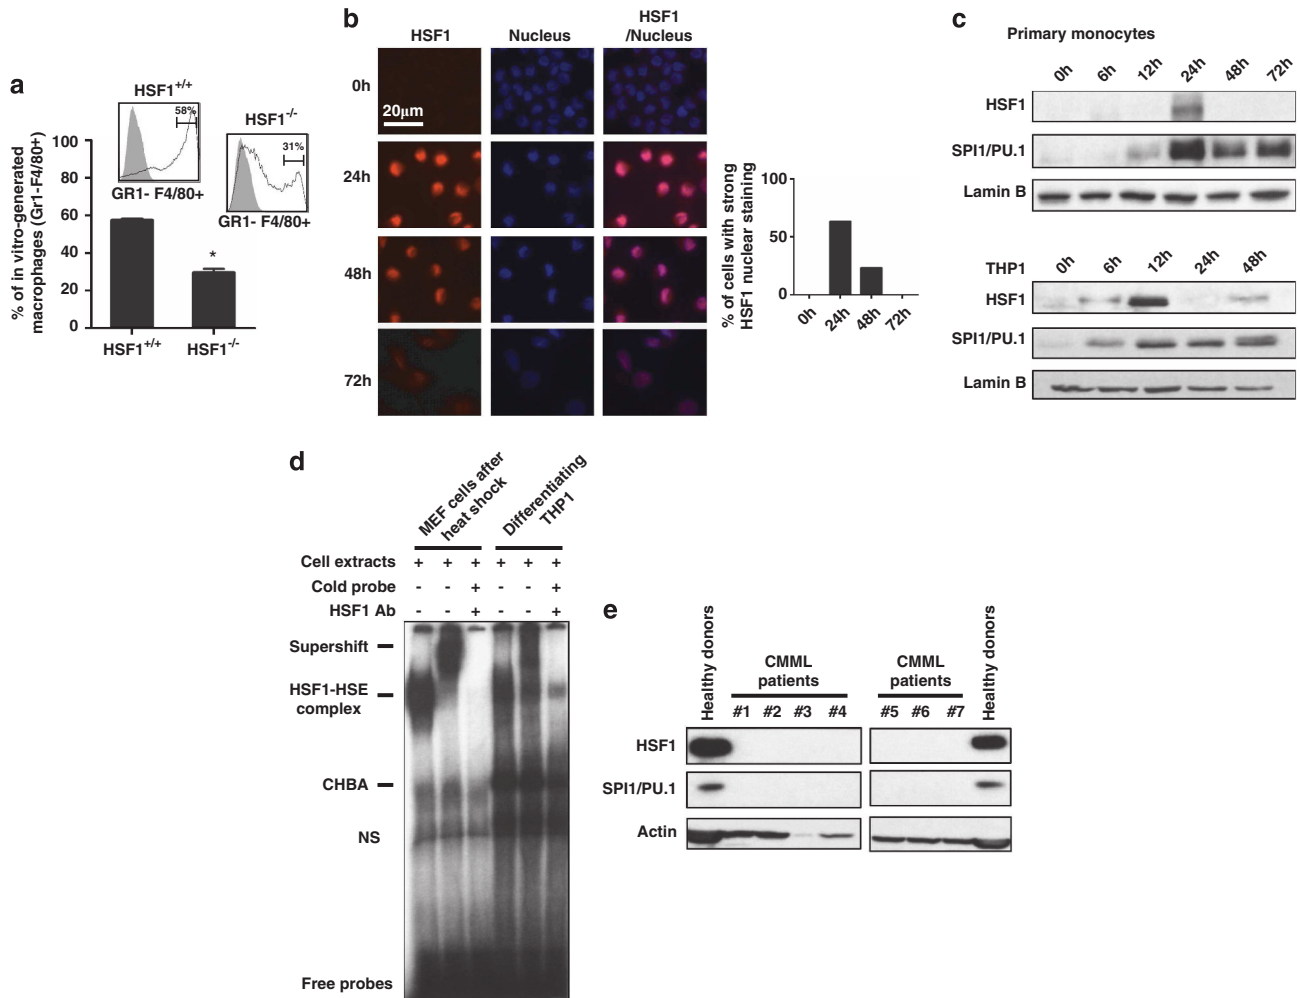 a
HSF1+/+
58%
GR1- F4/80+
HSF1-/-
31%
GR1- F4/80+
% of in vitro-generated
macrophages (Gr1-F4/80+)
100
80
60
40
20
0
*
HSF1+/+ HSF1-/-
b
HSF1 Nucleus HSF1
/Nucleus
0h
20μm
24h
48h
72h
% of cells with strong
HSF1 nuclear staining
100
50
0
0h 24h 48h 72h
c
Primary monocytes
0h 6h 12h 24h 48h 72h
HSF1
SPI1/PU.1
Lamin B
THP1 0h 6h 12h 24h 48h
HSF1
SPI1/PU.1
Lamin B
d
MEF cells after
heat shock
Differentiating
THP1
Cell extracts + + + + + +
Cold probe - - + - - +
HSF1 Ab - - + - - +
Supershift
HSF1-HSE
complex
CHBA
NS
Free probes
e
Healthy donors
CMML
patients
#1 #2 #3 #4
CMML
patients
#5 #6 #7
Healthy donors
HSF1
SPI1/PU.1
Actin